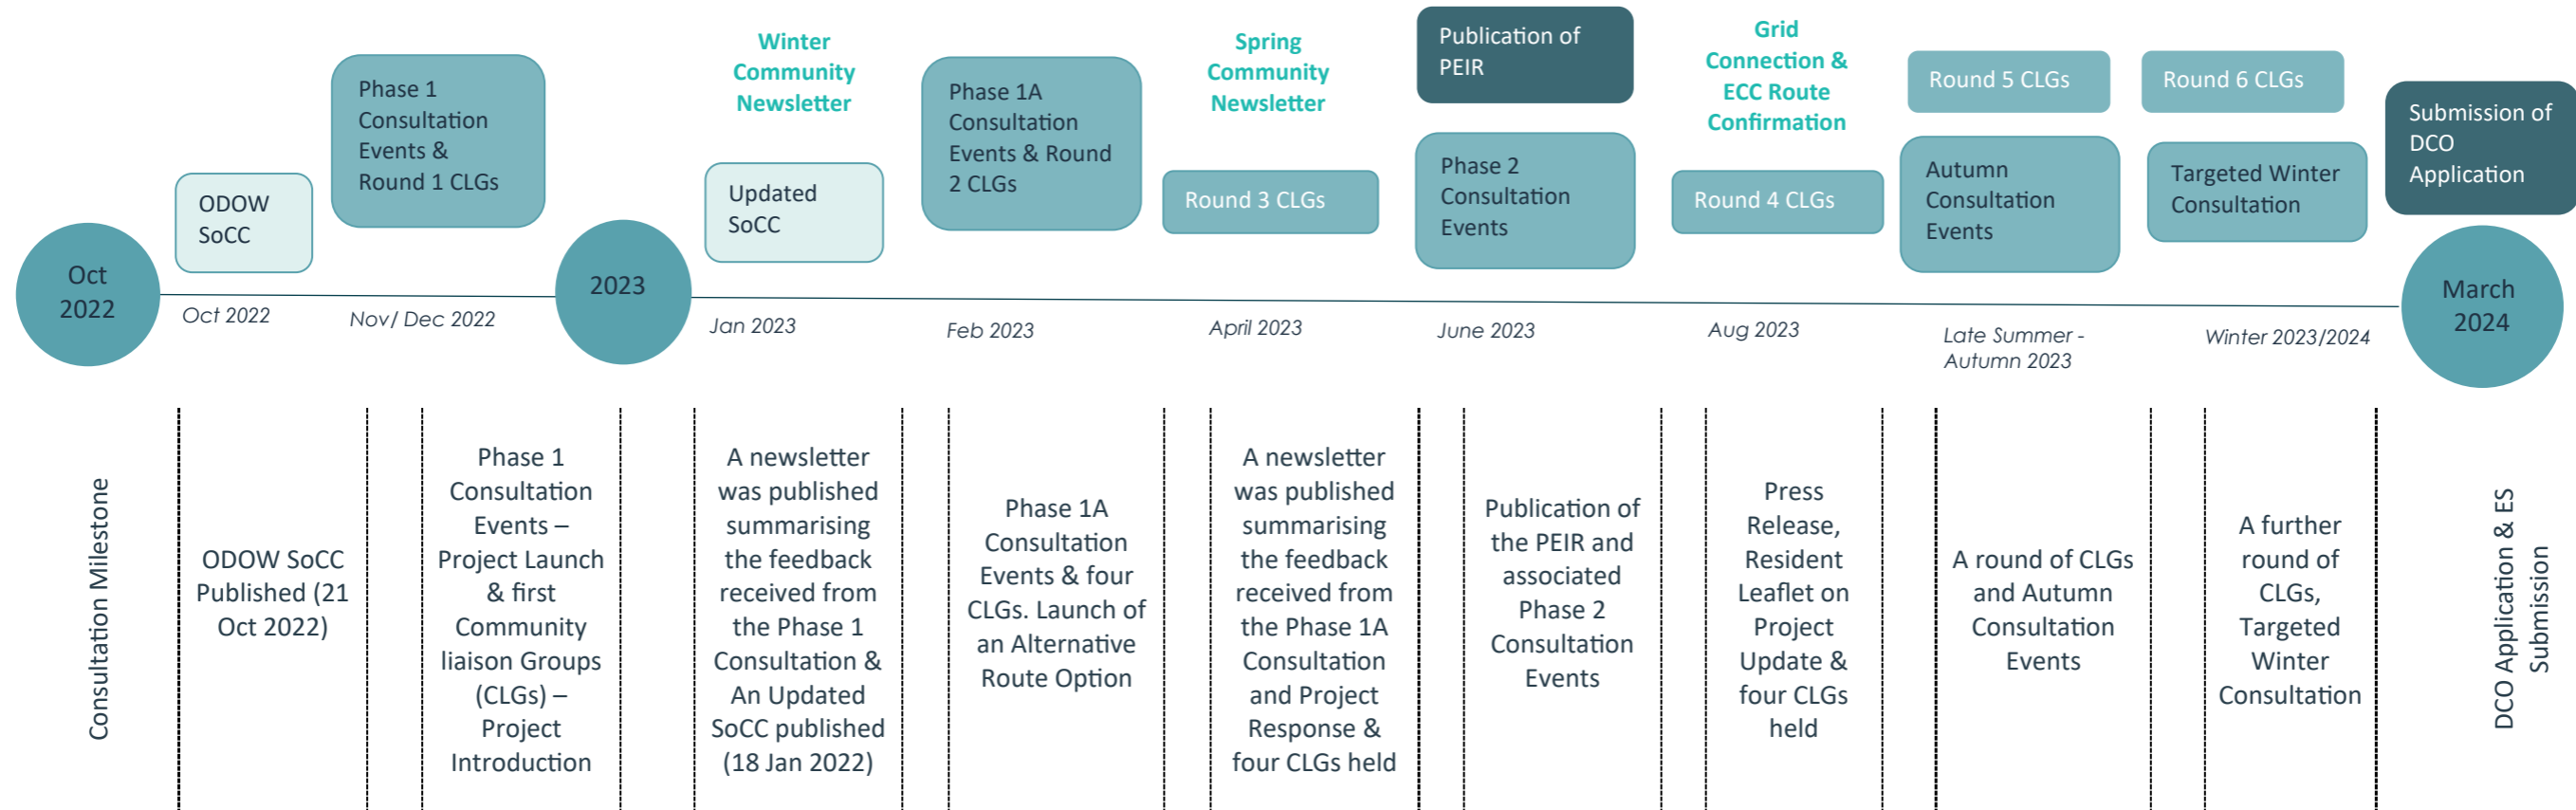 Oct
2022
ODOW
SoCC
Oct 2022
Phase 1
Consultation
Events &
Round 1 CLGs
Nov/ Dec 2022
2023
Winter
Community
Newsletter
Updated
SoCC
Jan 2023
Phase 1A
Consultation
Events & Round
2 CLGs
Feb 2023
Spring
Community
Newsletter
Round 3 CLGs
April 2023
Publication of
PEIR
Phase 2
Consultation
Events
June 2023
Grid
Connection &
ECC Route
Confirmation
Round 4 CLGs
Aug 2023
Round 5 CLGs
Autumn
Consultation
Events
Late Summer -
Autumn 2023
Round 6 CLGs
Targeted Winter
Consultation
Winter 2023/2024
Submission of
DCO
Application
March
2024
Consultation Milestone
ODOW SoCC
Published (21
Oct 2022)
Phase 1
Consultation
Events –
Project Launch
& first
Community
liaison Groups
(CLGs) –
Project
Introduction
A newsletter
was published
summarising
the feedback
received from
the Phase 1
Consultation &
An Updated
SoCC published
(18 Jan 2022)
Phase 1A
Consultation
Events & four
CLGs. Launch of
an Alternative
Route Option
A newsletter
was published
summarising
the feedback
received from
the Phase 1A
Consultation
and Project
Response &
four CLGs held
Publication of
the PEIR and
associated
Phase 2
Consultation
Events
Press
Release,
Resident
Leaflet on
Project
Update &
four CLGs
held
A round of CLGs
and Autumn
Consultation
Events
A further
round of
CLGs,
Targeted
Winter
Consultation
DCO Application & ES
Submission